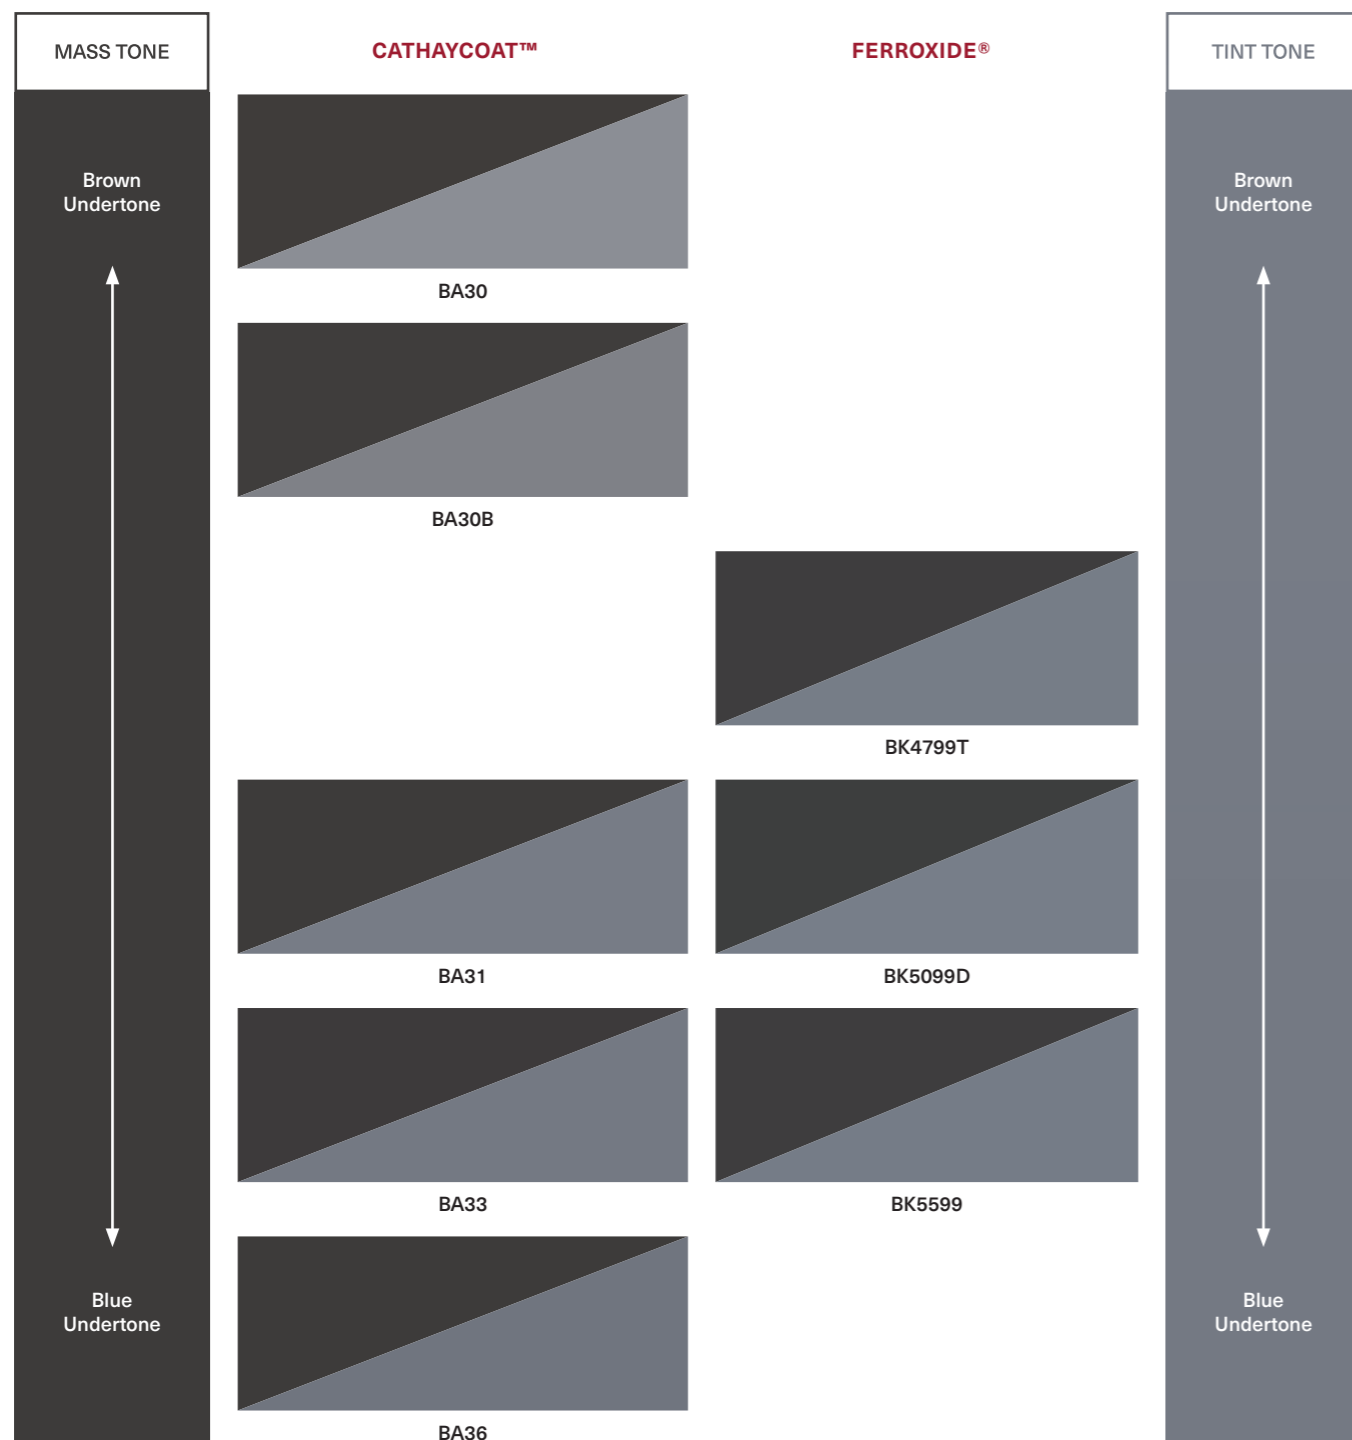 MASS TONE
CATHAYCOAT™
FERROXIDE®
TINT TONE
Brown
Undertone
Brown
Undertone
BA30
BA30B
BK4799T
BA31
BK5099D
BA33
BK5599
Blue
Undertone
Blue
Undertone
BA36